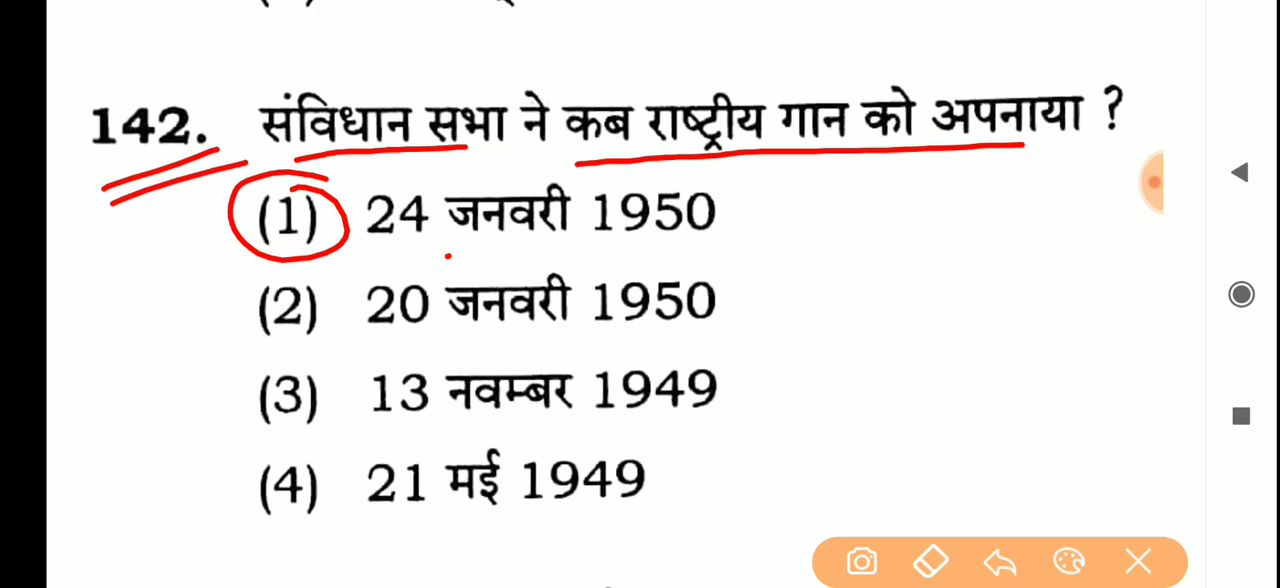 142. संविधान सभा ने कब राष्ट्रीय गान को अपनाया ?
(1) 24 जनवरी 1950
(2) 20 जनवरी 1950
(3) 13 नवम्बर 1949
(4) 21 मई 1949